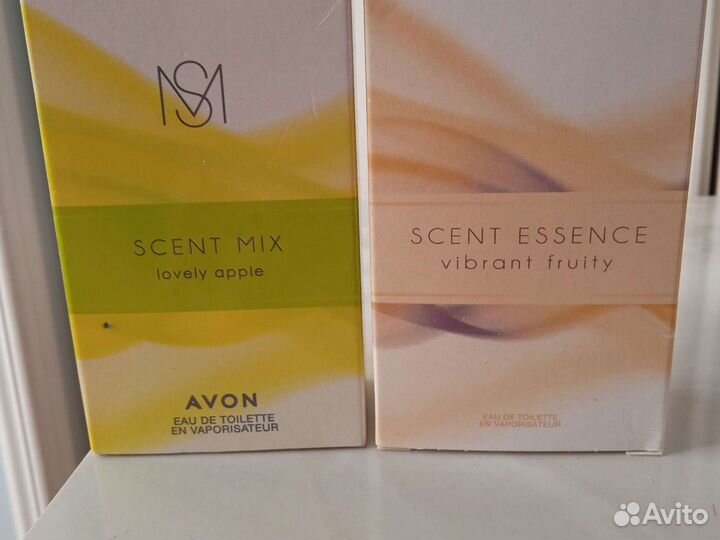 SM
SCENT MIX
lovely apple
AVON
EAU DE TOILETTE
EN VAPORISATEUR
SCENT ESSENCE
vibrant fruity
EAU DE TOILETTE
EN VAPORISATEUR
Avito